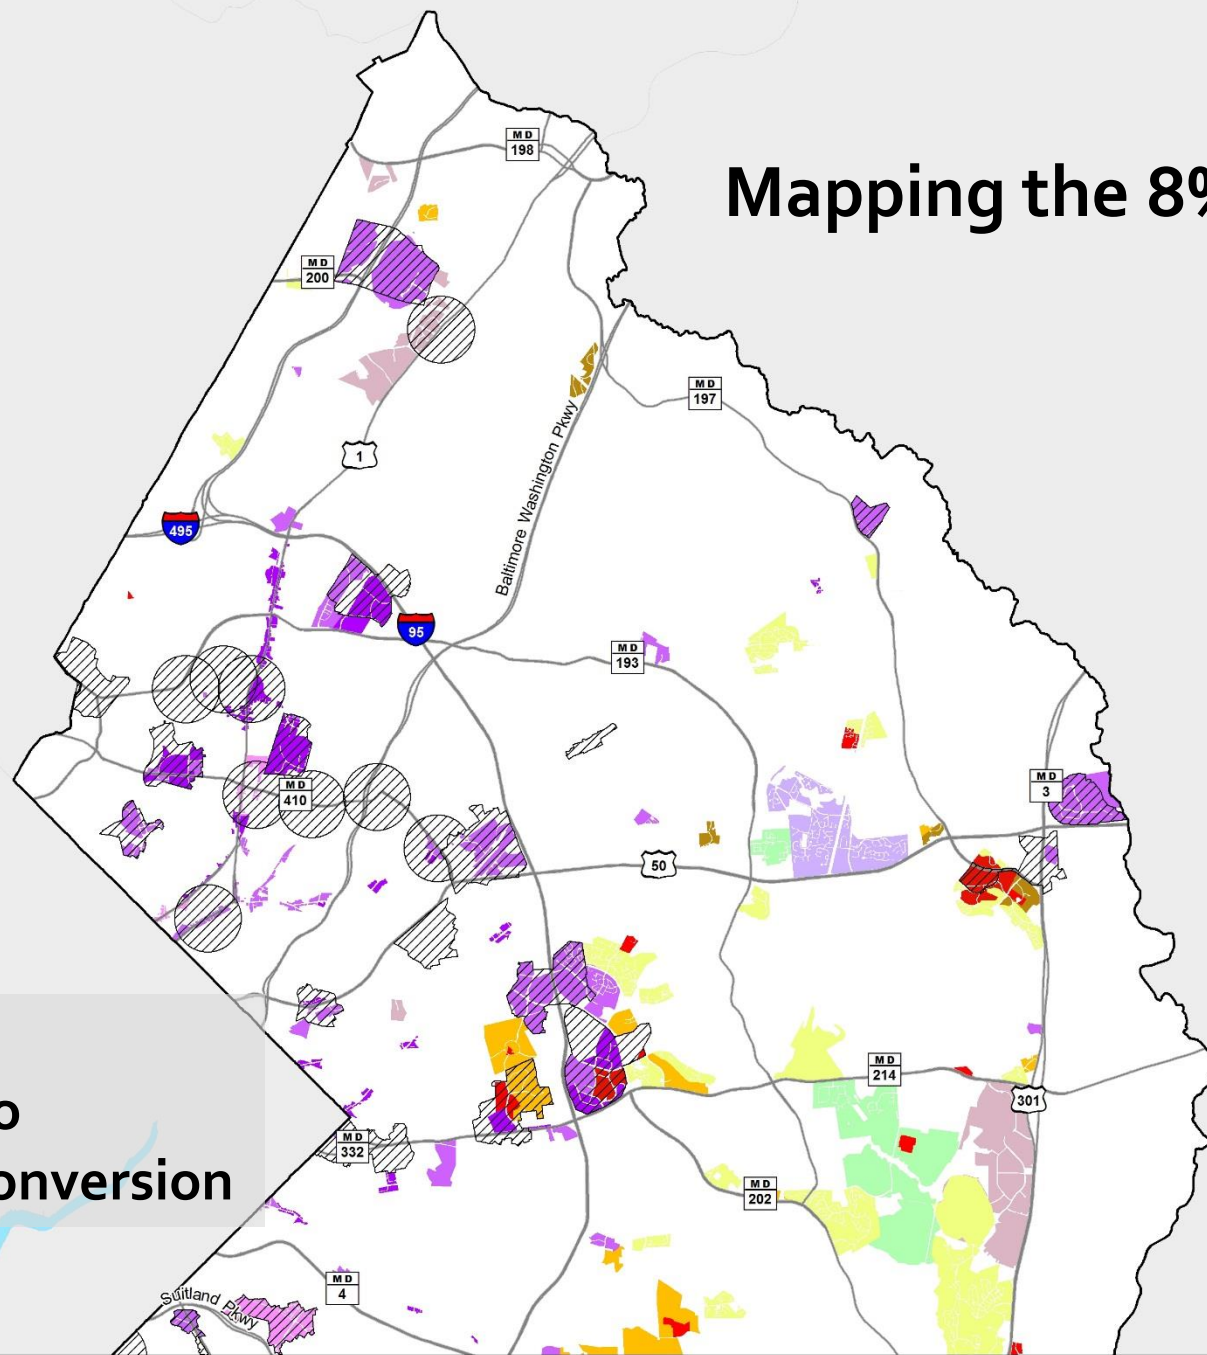 MD
198
Mapping the 8%
MD
200
MD
197
1
Baltimore Washington Pkwy
495
95
MD
193
MD
3
MD
410
50
MD
214
301
o
MD
332
onversion
MD
202
MD
4
Suitland Pkwy